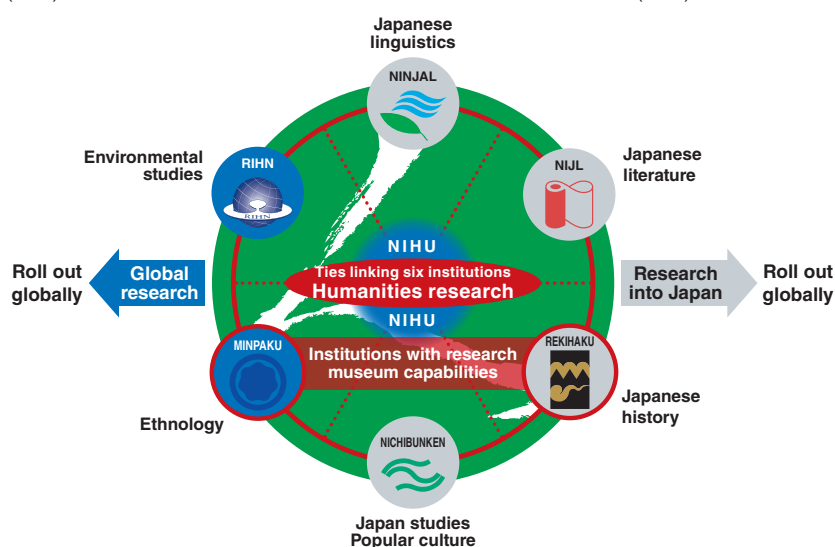 Japanese
linguistics
NINJAL
Environmental
studies
RIHN
RIHN
NIJL
Japanese
literature
NIHU
Ties linking six institutions
Humanities research
NIHU
Roll out
globally
Global
research
Research
into Japan
Roll out
globally
MINPAKU
Institutions with research
museum capabilities
REKIHAKU
Ethnology
Japanese
history
NICHIBUNKEN
Japan studies
Popular culture